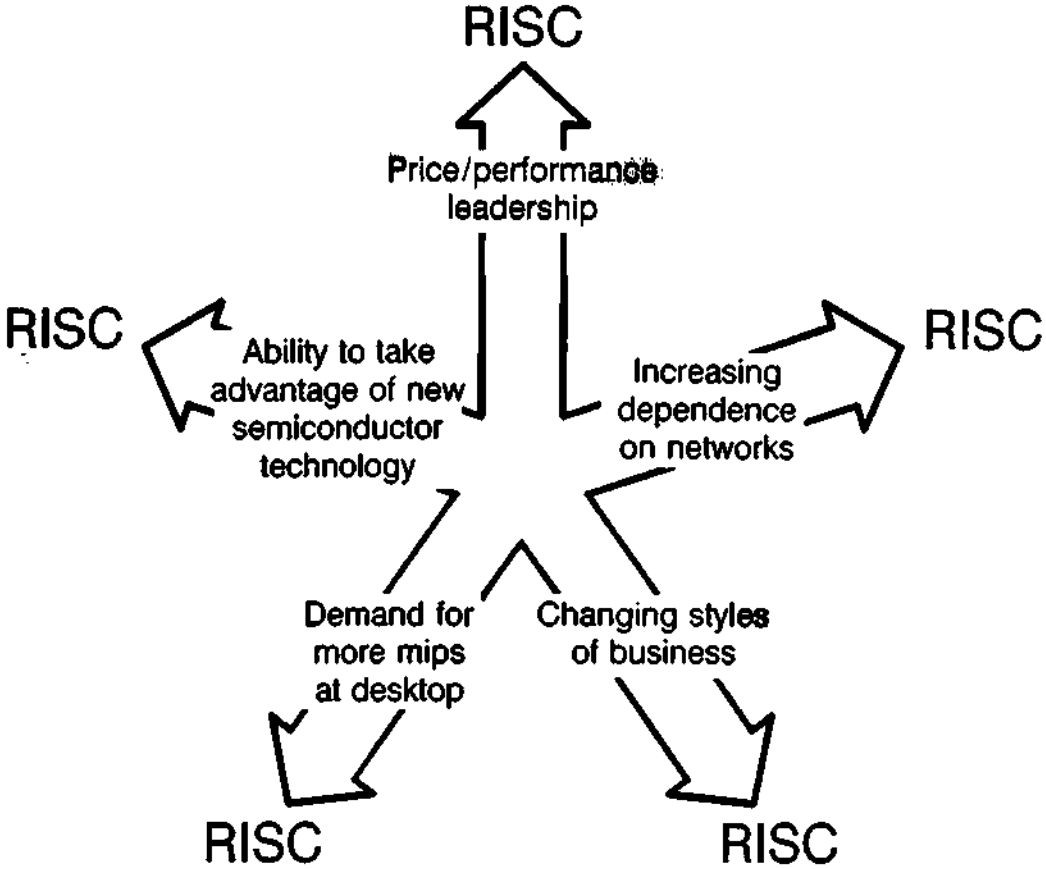 RISC
Price/performance
leadership
RISC
Ability to take
advantage of new
semiconductor
technology
Increasing
dependence
on networks
RISC
Demand for
more mips
at desktop
Changing styles
of business
RISC
RISC